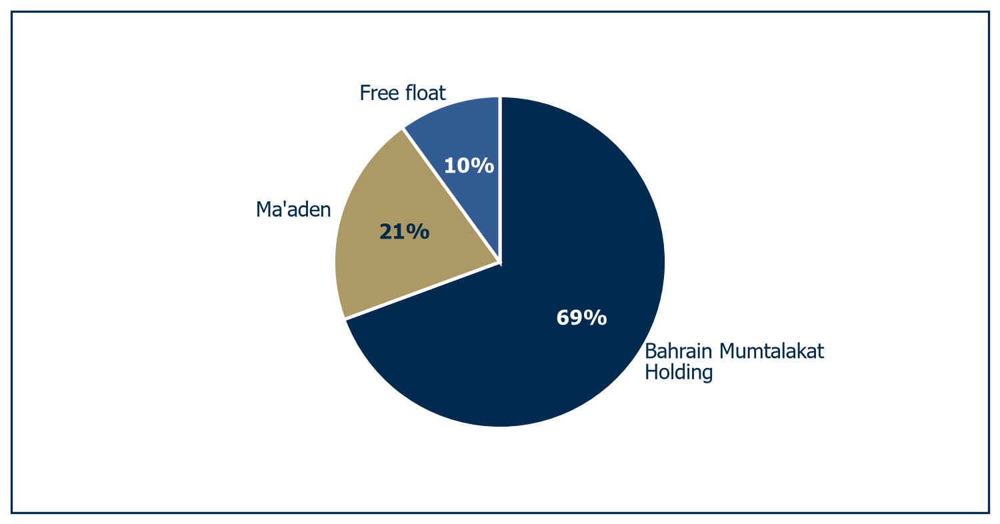 Free float
10%
Ma'aden
21%
69%
Bahrain Mumtalakat
Holding